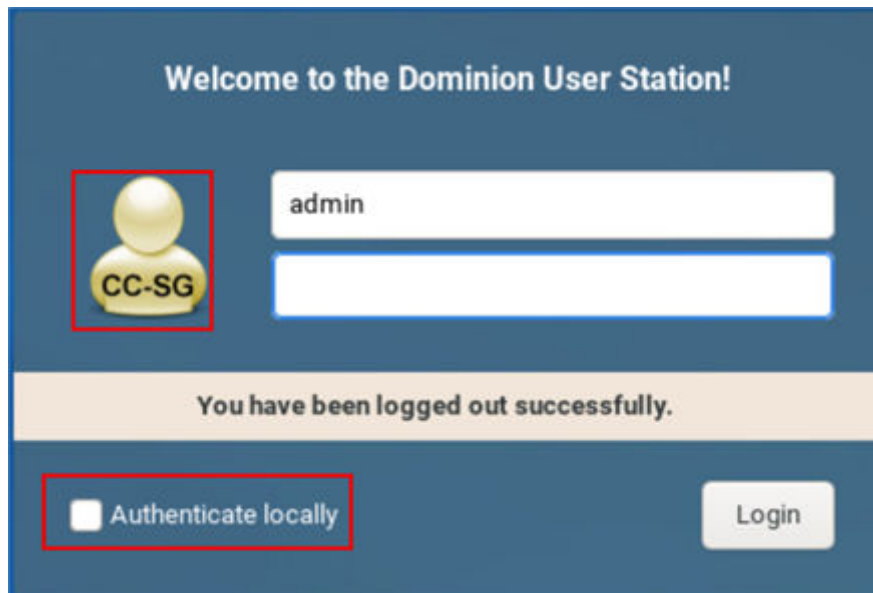 Welcome to the Dominion User Station!
admin
CC-SG
You have been logged out successfully.
Authenticate locally
Login